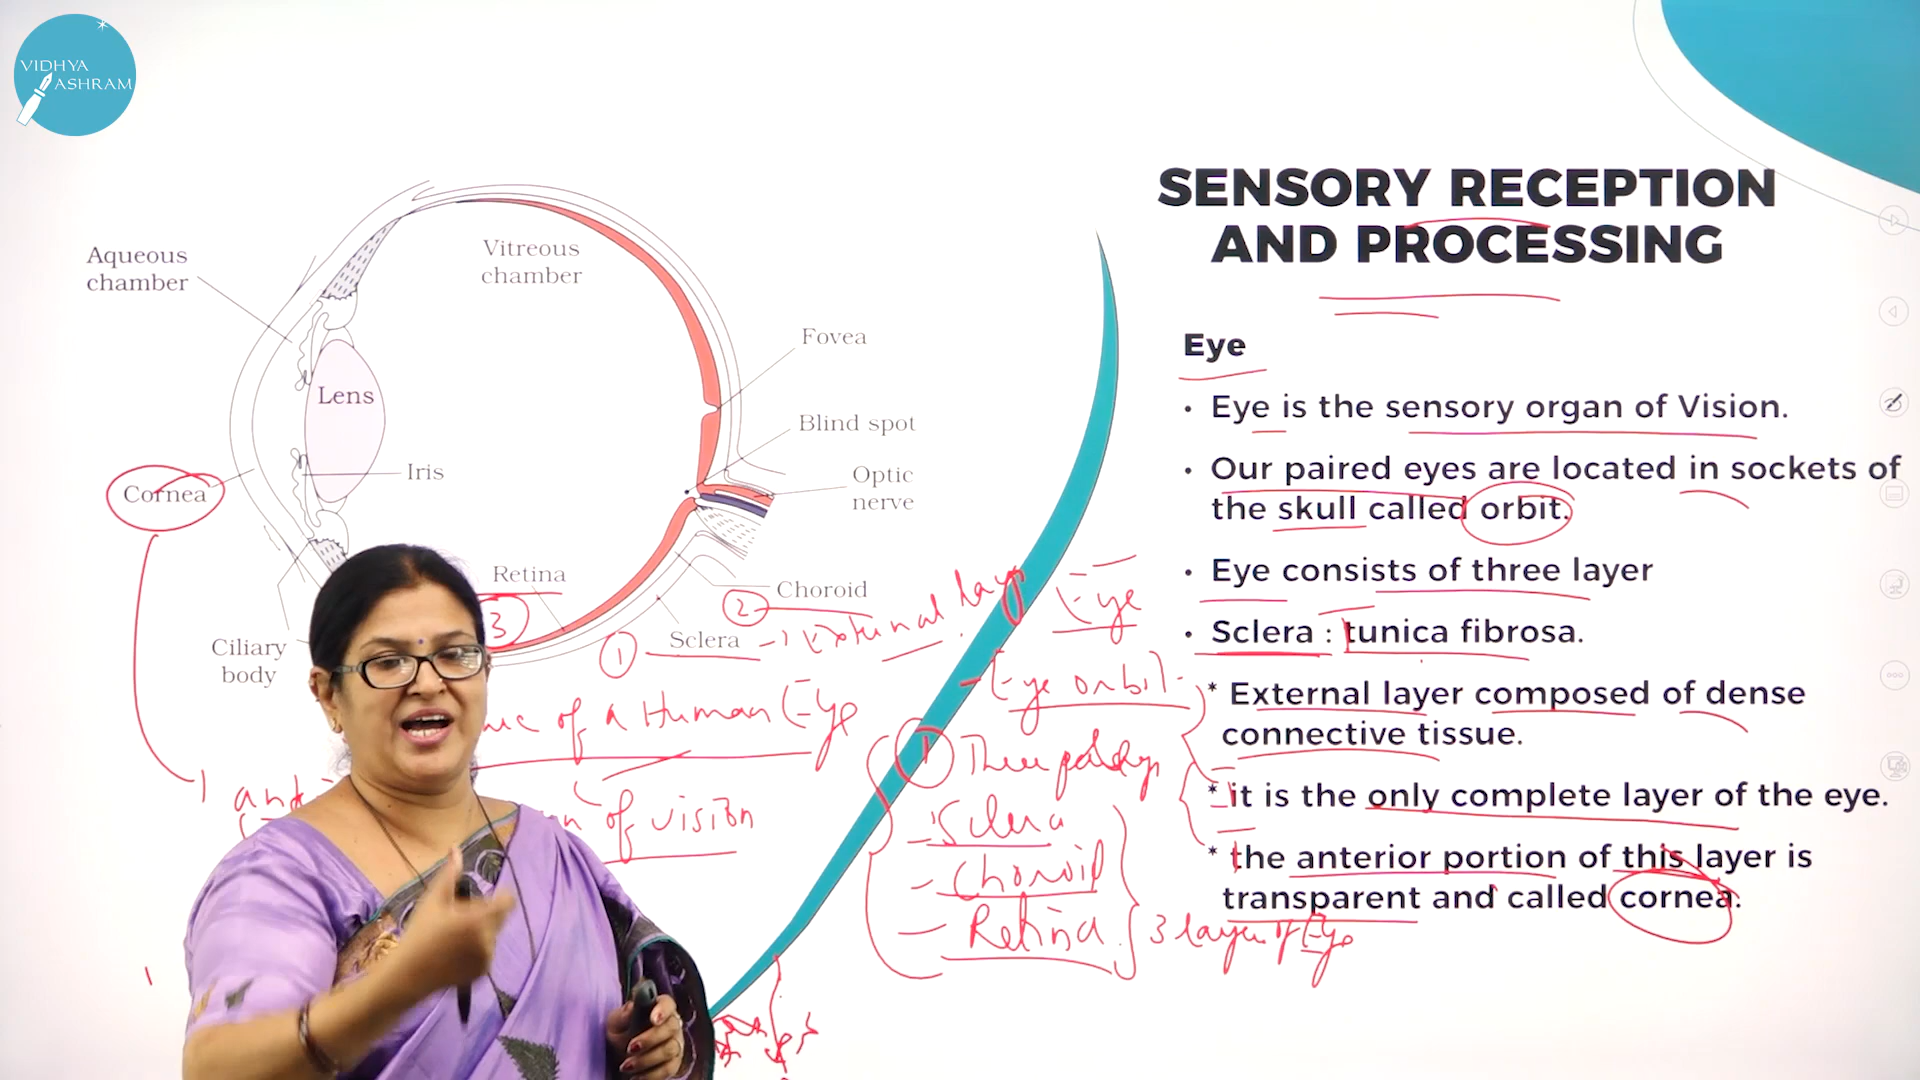 VIDHYA
ASHRAM
SENSORY RECEPTION
AND PROCESSING
Aqueous
chamber
Vitreous
chamber
Fovea
Lens
Blind spot
Iris
Optic
nerve
Cornea
Retina
Choroid
Sclera
Ciliary
body
3
2
1
External layer
of a Human Eye
of vision
Eye
Eye orbit
1 Three
Sclera
Choroid
Retina
3 layer of Eye
Eye
• Eye is the sensory organ of Vision.
• Our paired eyes are located in sockets of
the skull called orbit.
• Eye consists of three layer
• Sclera : tunica fibrosa.
* External layer composed of dense
connective tissue.
* it is the only complete layer of the eye.
* the anterior portion of this layer is
transparent and called cornea.